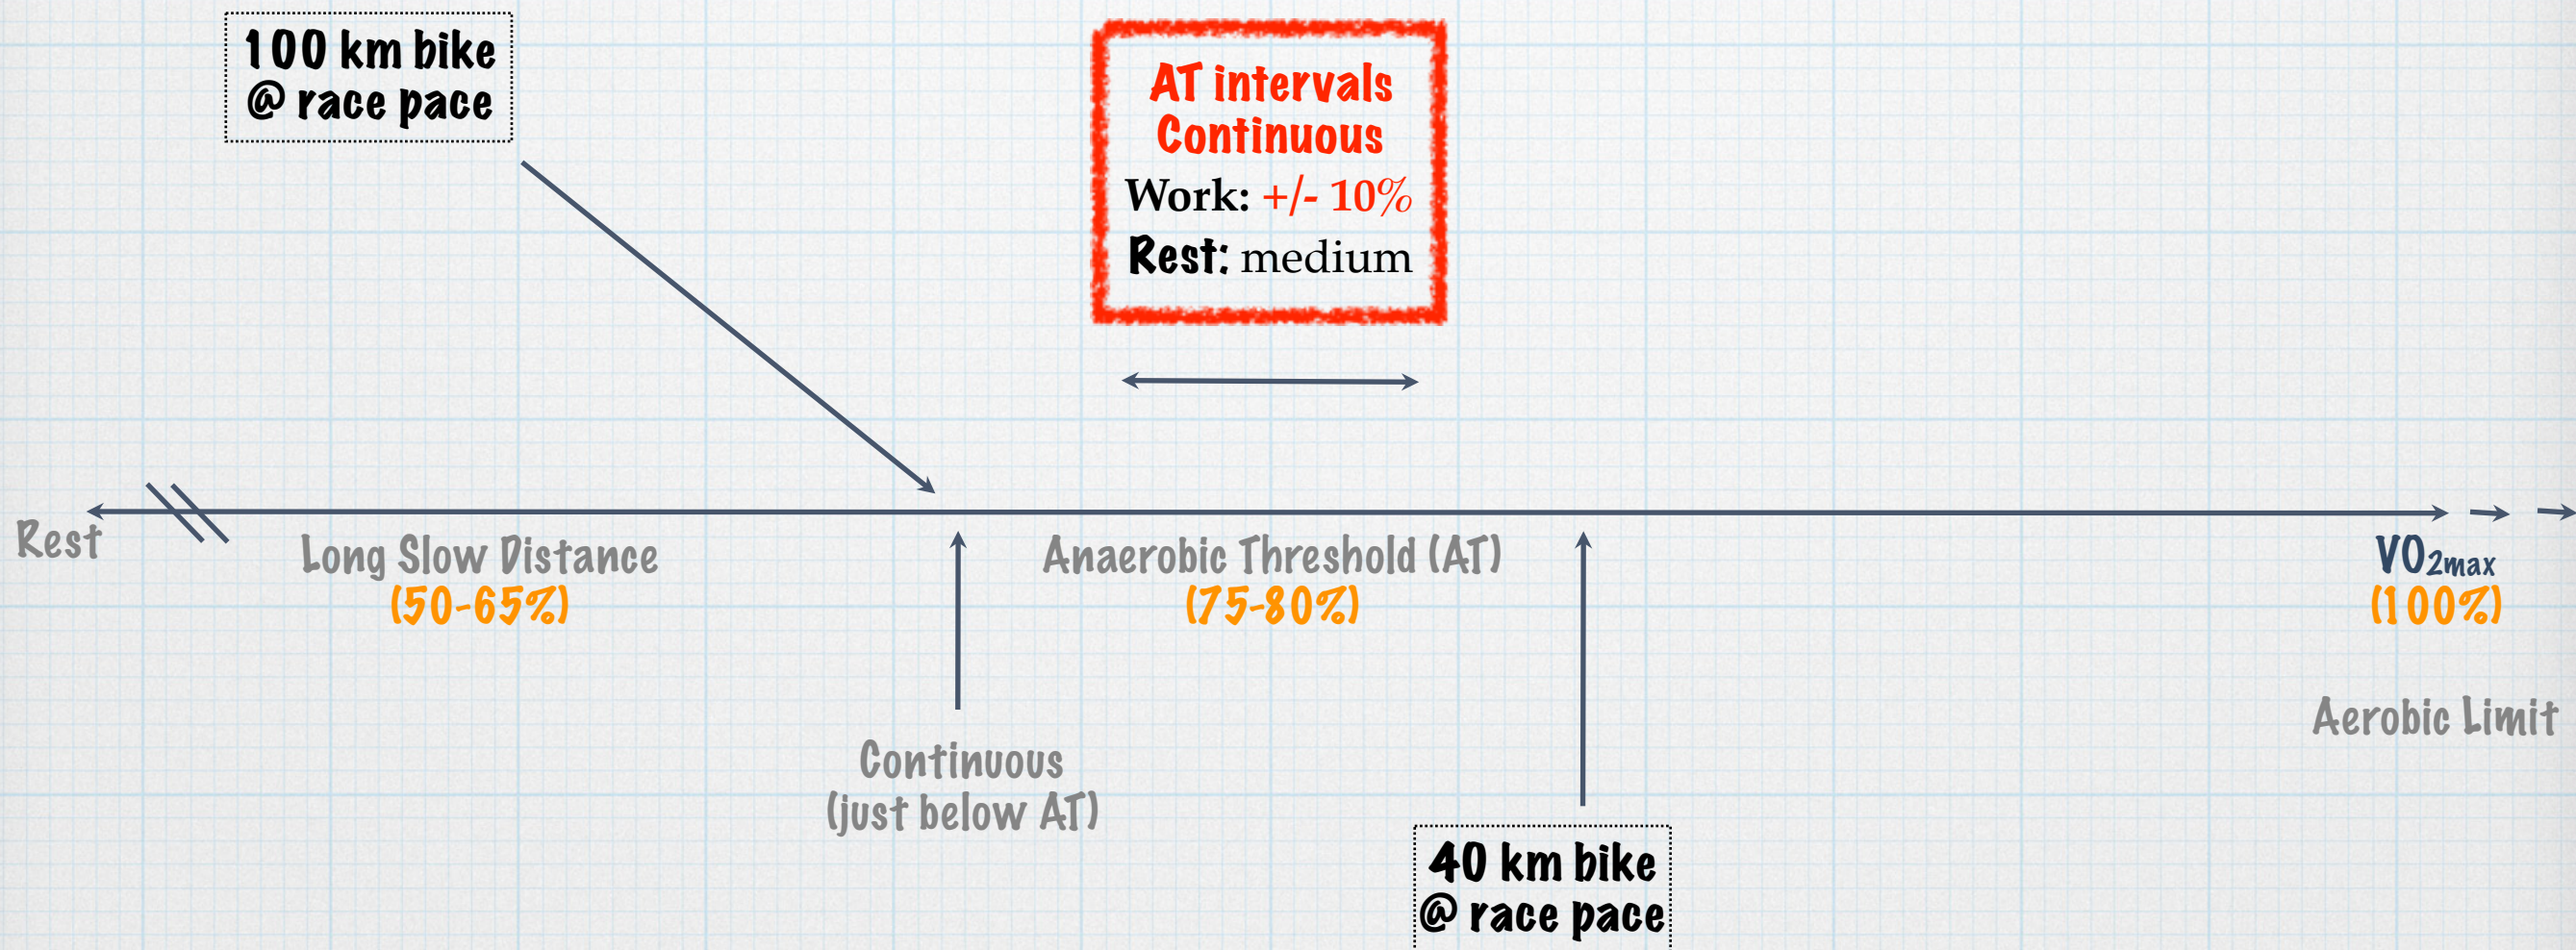 100 km bike
@ race pace
AT intervals
Continuous
Work: +/- 10%
Rest: medium
Rest
Long Slow Distance
(50-65%)
Anaerobic Threshold (AT)
(75-80%)
VO2max
(100%)
Aerobic Limit
Continuous
(just below AT)
40 km bike
@ race pace